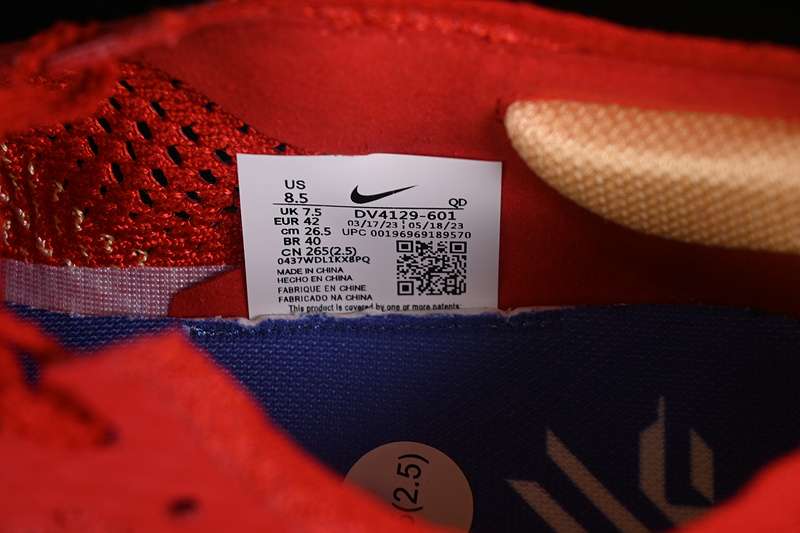 US
8.5
QD
UK 7.5
DV4129-601
EUR 42
03/17/23 | 05/18/23
cm 26.5
UPC 00196969189570
BR 40
CN 265(2.5)
0437WDL1KX8PQ
MADE IN CHINA
HECHO EN CHINA
FABRIQUE EN CHINE
FABRICADO NA CHINA
This product is covered by one or more patents.
(2.5)